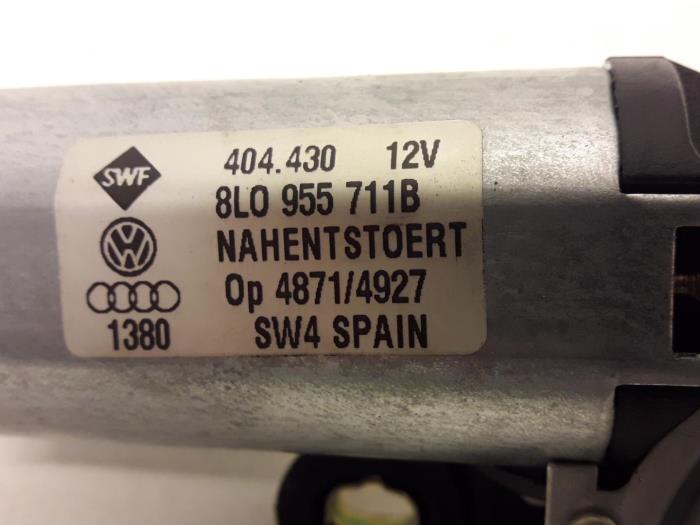 SWF 404.430 12V
8L0 955 711B
NAHENTSTOERT
Op 4871/4927
1380 SW4 SPAIN